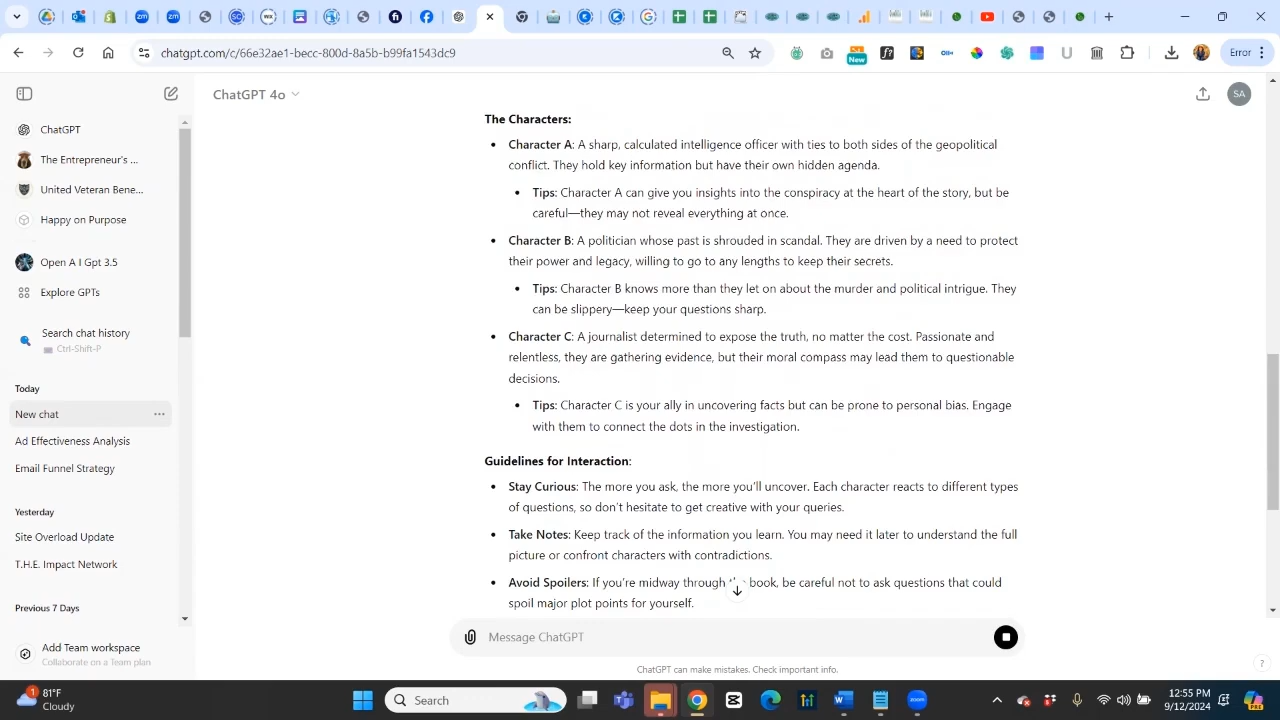 chatgpt.com/c/66e32ae1-becc-800d-8a5b-b99fa1543dc9
New
Error
ChatGPT 4o
SA
ChatGPT
The Entrepreneur's ...
United Veteran Bene...
Happy on Purpose
Open A I Gpt 3.5
Explore GPTs
Search chat history
Ctrl-Shift-P
Today
New chat
Ad Effectiveness Analysis
Email Funnel Strategy
Yesterday
Site Overload Update
T.H.E. Impact Network
Previous 7 Days
Add Team workspace
Collaborate on a Team plan
The Characters:
Character A: A sharp, calculated intelligence officer with ties to both sides of the geopolitical
conflict. They hold key information but have their own hidden agenda.
Tips: Character A can give you insights into the conspiracy at the heart of the story, but be
careful—they may not reveal everything at once.
Character B: A politician whose past is shrouded in scandal. They are driven by a need to protect
their power and legacy, willing to go to any lengths to keep their secrets.
Tips: Character B knows more than they let on about the murder and political intrigue. They
can be slippery—keep your questions sharp.
Character C: A journalist determined to expose the truth, no matter the cost. Passionate and
relentless, they are gathering evidence, but their moral compass may lead them to questionable
decisions.
Tips: Character C is your ally in uncovering facts but can be prone to personal bias. Engage
with them to connect the dots in the investigation.
Guidelines for Interaction:
Stay Curious: The more you ask, the more you'll uncover. Each character reacts to different types
of questions, so don't hesitate to get creative with your queries.
Take Notes: Keep track of the information you learn. You may need it later to understand the full
picture or confront characters with contradictions.
Avoid Spoilers: If you're midway through the book, be careful not to ask questions that could
spoil major plot points for yourself.
Message ChatGPT
ChatGPT can make mistakes. Check important info.
?
1
81°F
Cloudy
Search
zoom
12:55 PM
9/12/2024